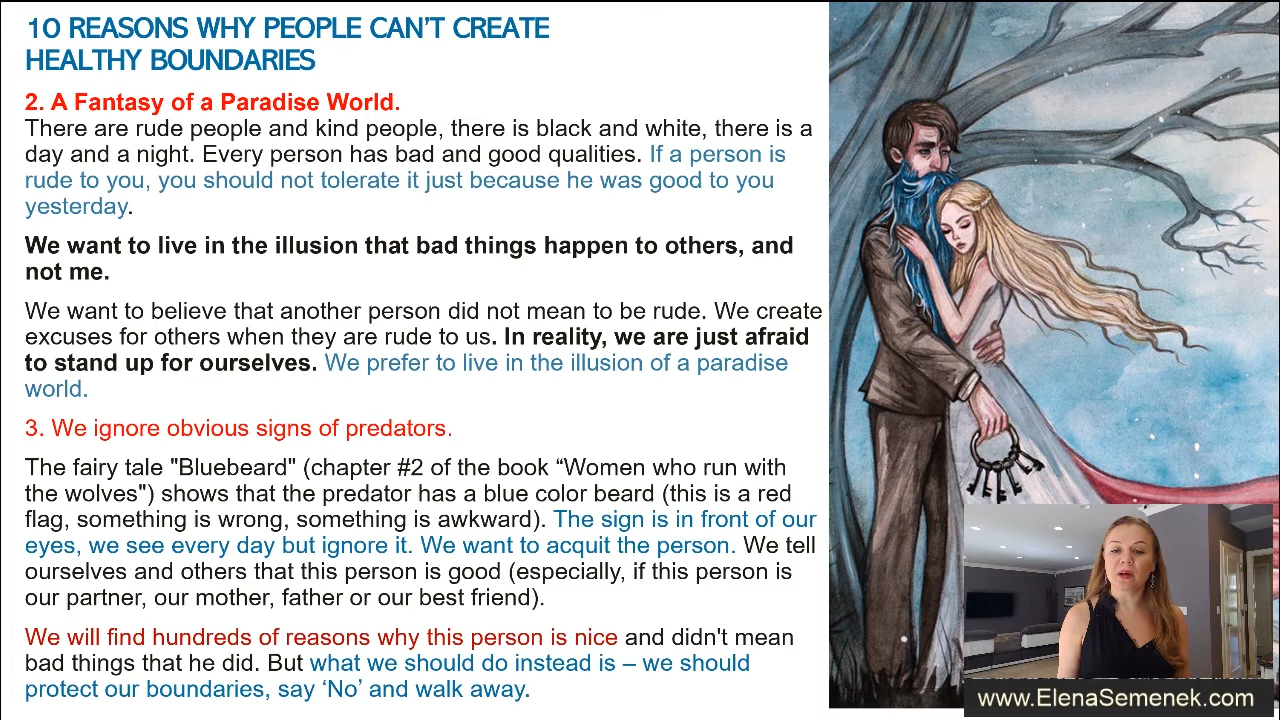 10 REASONS WHY PEOPLE CAN’T CREATE
HEALTHY BOUNDARIES
2. A Fantasy of a Paradise World.
There are rude people and kind people, there is black and white, there is a
day and a night. Every person has bad and good qualities. If a person is
rude to you, you should not tolerate it just because he was good to you
yesterday.
We want to live in the illusion that bad things happen to others, and
not me.
We want to believe that another person did not mean to be rude. We create
excuses for others when they are rude to us. In reality, we are just afraid
to stand up for ourselves. We prefer to live in the illusion of a paradise
world.
3. We ignore obvious signs of predators.
The fairy tale "Bluebeard" (chapter #2 of the book “Women who run with
the wolves") shows that the predator has a blue color beard (this is a red
flag, something is wrong, something is awkward). The sign is in front of our
eyes, we see every day but ignore it. We want to acquit the person. We tell
ourselves and others that this person is good (especially, if this person is
our partner, our mother, father or our best friend).
We will find hundreds of reasons why this person is nice and didn't mean
bad things that he did. But what we should do instead is – we should
protect our boundaries, say ‘No’ and walk away.
www.ElenaSemenek.com